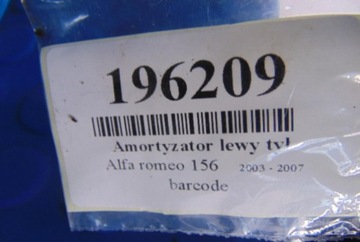 196209
Amortyzator lewy tył
Alfa romeo 156 2003 - 2007
barcode